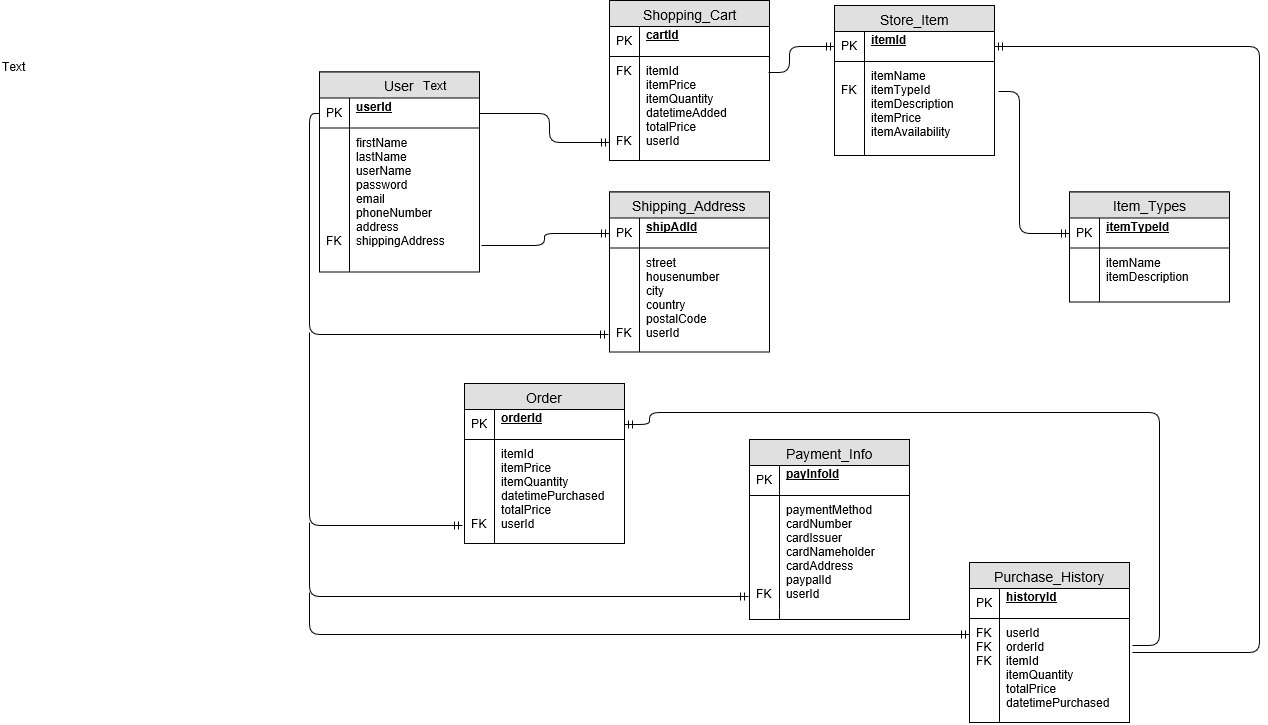 Text
User Text
PK userId
firstName
lastName
userName
password
email
phoneNumber
address
FK shippingAddress
Shopping_Cart
PK cartId
FK itemId
itemPrice
itemQuantity
datetimeAdded
totalPrice
FK userId
Store_Item
PK itemId
itemName
FK itemTypeId
itemDescription
itemPrice
itemAvailability
Shipping_Address
PK shipAdId
street
housenumber
city
country
postalCode
FK userId
Item_Types
PK itemTypeId
itemName
itemDescription
Order
PK orderId
itemId
itemPrice
itemQuantity
datetimePurchased
totalPrice
FK userId
Payment_Info
PK payInfoId
paymentMethod
cardNumber
cardIssuer
cardNameholder
cardAddress
paypalId
FK userId
Purchase_History
PK historyId
FK userId
FK orderId
FK itemId
itemQuantity
totalPrice
datetimePurchased